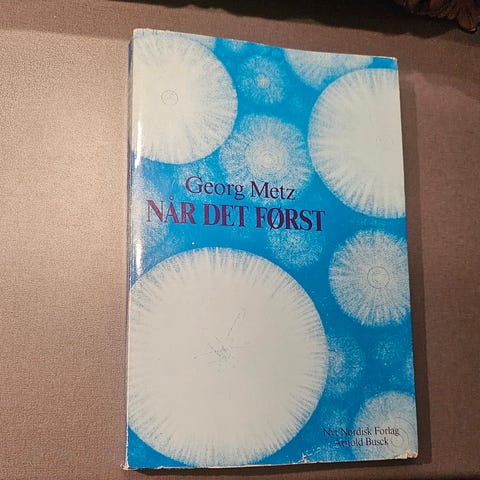 Georg Metz
NÅR DET FØRST
Nyt Nordisk Forlag
Arnold Busck